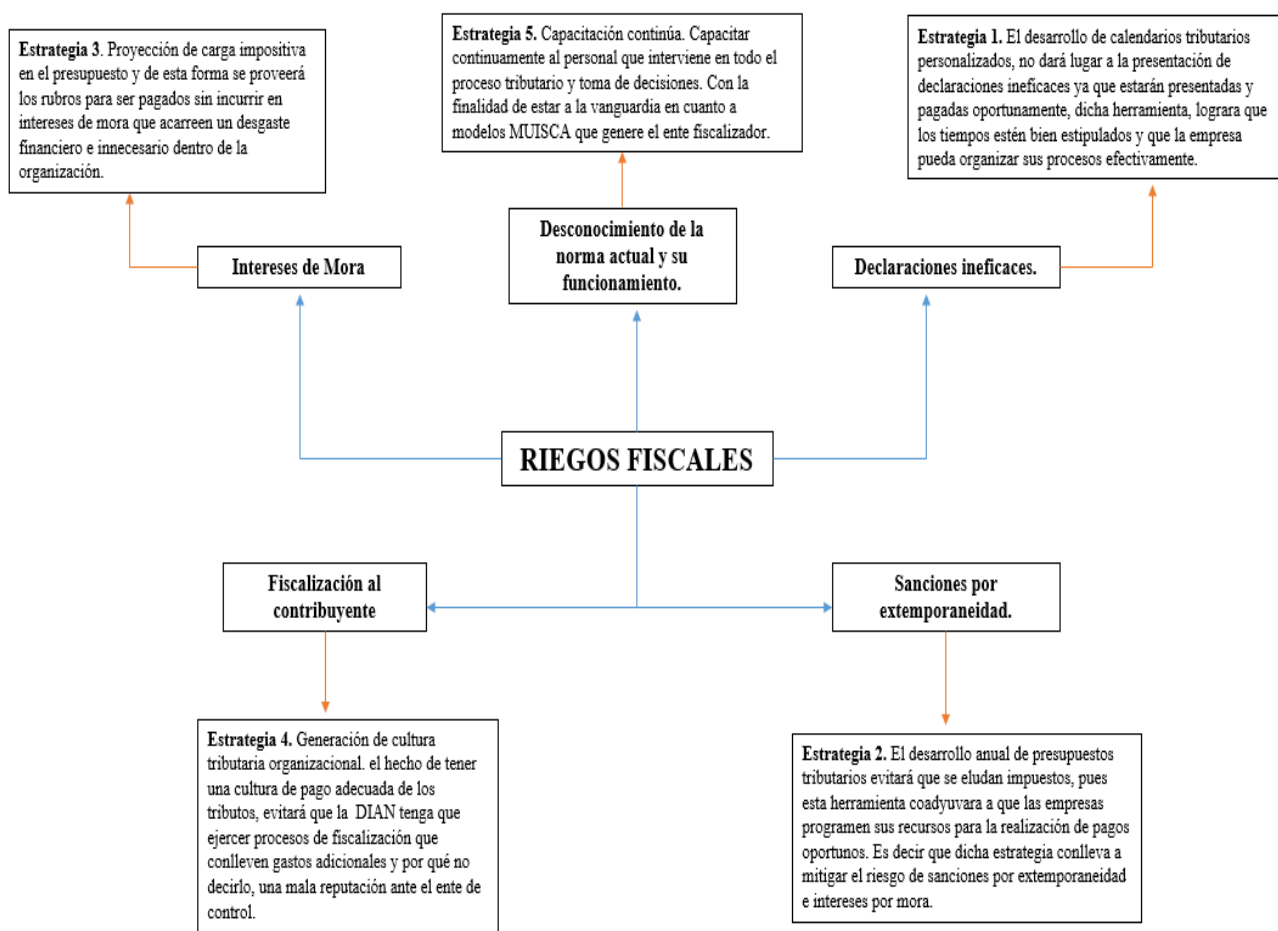 Estrategia 3. Proyección de carga impositiva
en el presupuesto y de esta forma se proveerá
los rubros para ser pagados sin incurrir en
intereses de mora que acarreen un desgaste
financiero e innecesario dentro de la
organización.
Estrategia 5. Capacitación continúa. Capacitar
continuamente al personal que interviene en todo el
proceso tributario y toma de decisiones. Con la
finalidad de estar a la vanguardia en cuanto a
modelos MUISCA que genere el ente fiscalizador.
Estrategia 1. El desarrollo de calendarios tributarios
personalizados, no dará lugar a la presentación de
declaraciones ineficaces ya que estarán presentadas y
pagadas oportunamente, dicha herramienta, lograra que
los tiempos estén bien estipulados y que la empresa
pueda organizar sus procesos efectivamente.
Intereses de Mora
Desconocimiento de la
norma actual y su
funcionamiento.
Declaraciones ineficaces.
RIEGOS FISCALES
Fiscalización al
contribuyente
Sanciones por
extemporaneidad.
Estrategia 4. Generación de cultura
tributaria organizacional. el hecho de tener
una cultura de pago adecuada de los
tributos, evitará que la DIAN tenga que
ejercer procesos de fiscalización que
conlleven gastos adicionales y por qué no
decirlo, una mala reputación ante el ente de
control.
Estrategia 2. El desarrollo anual de presupuestos
tributarios evitará que se eludan impuestos, pues
esta herramienta coadyuvara a que las empresas
programen sus recursos para la realización de pagos
oportunos. Es decir que dicha estrategia conlleva a
mitigar el riesgo de sanciones por extemporaneidad
e intereses por mora.